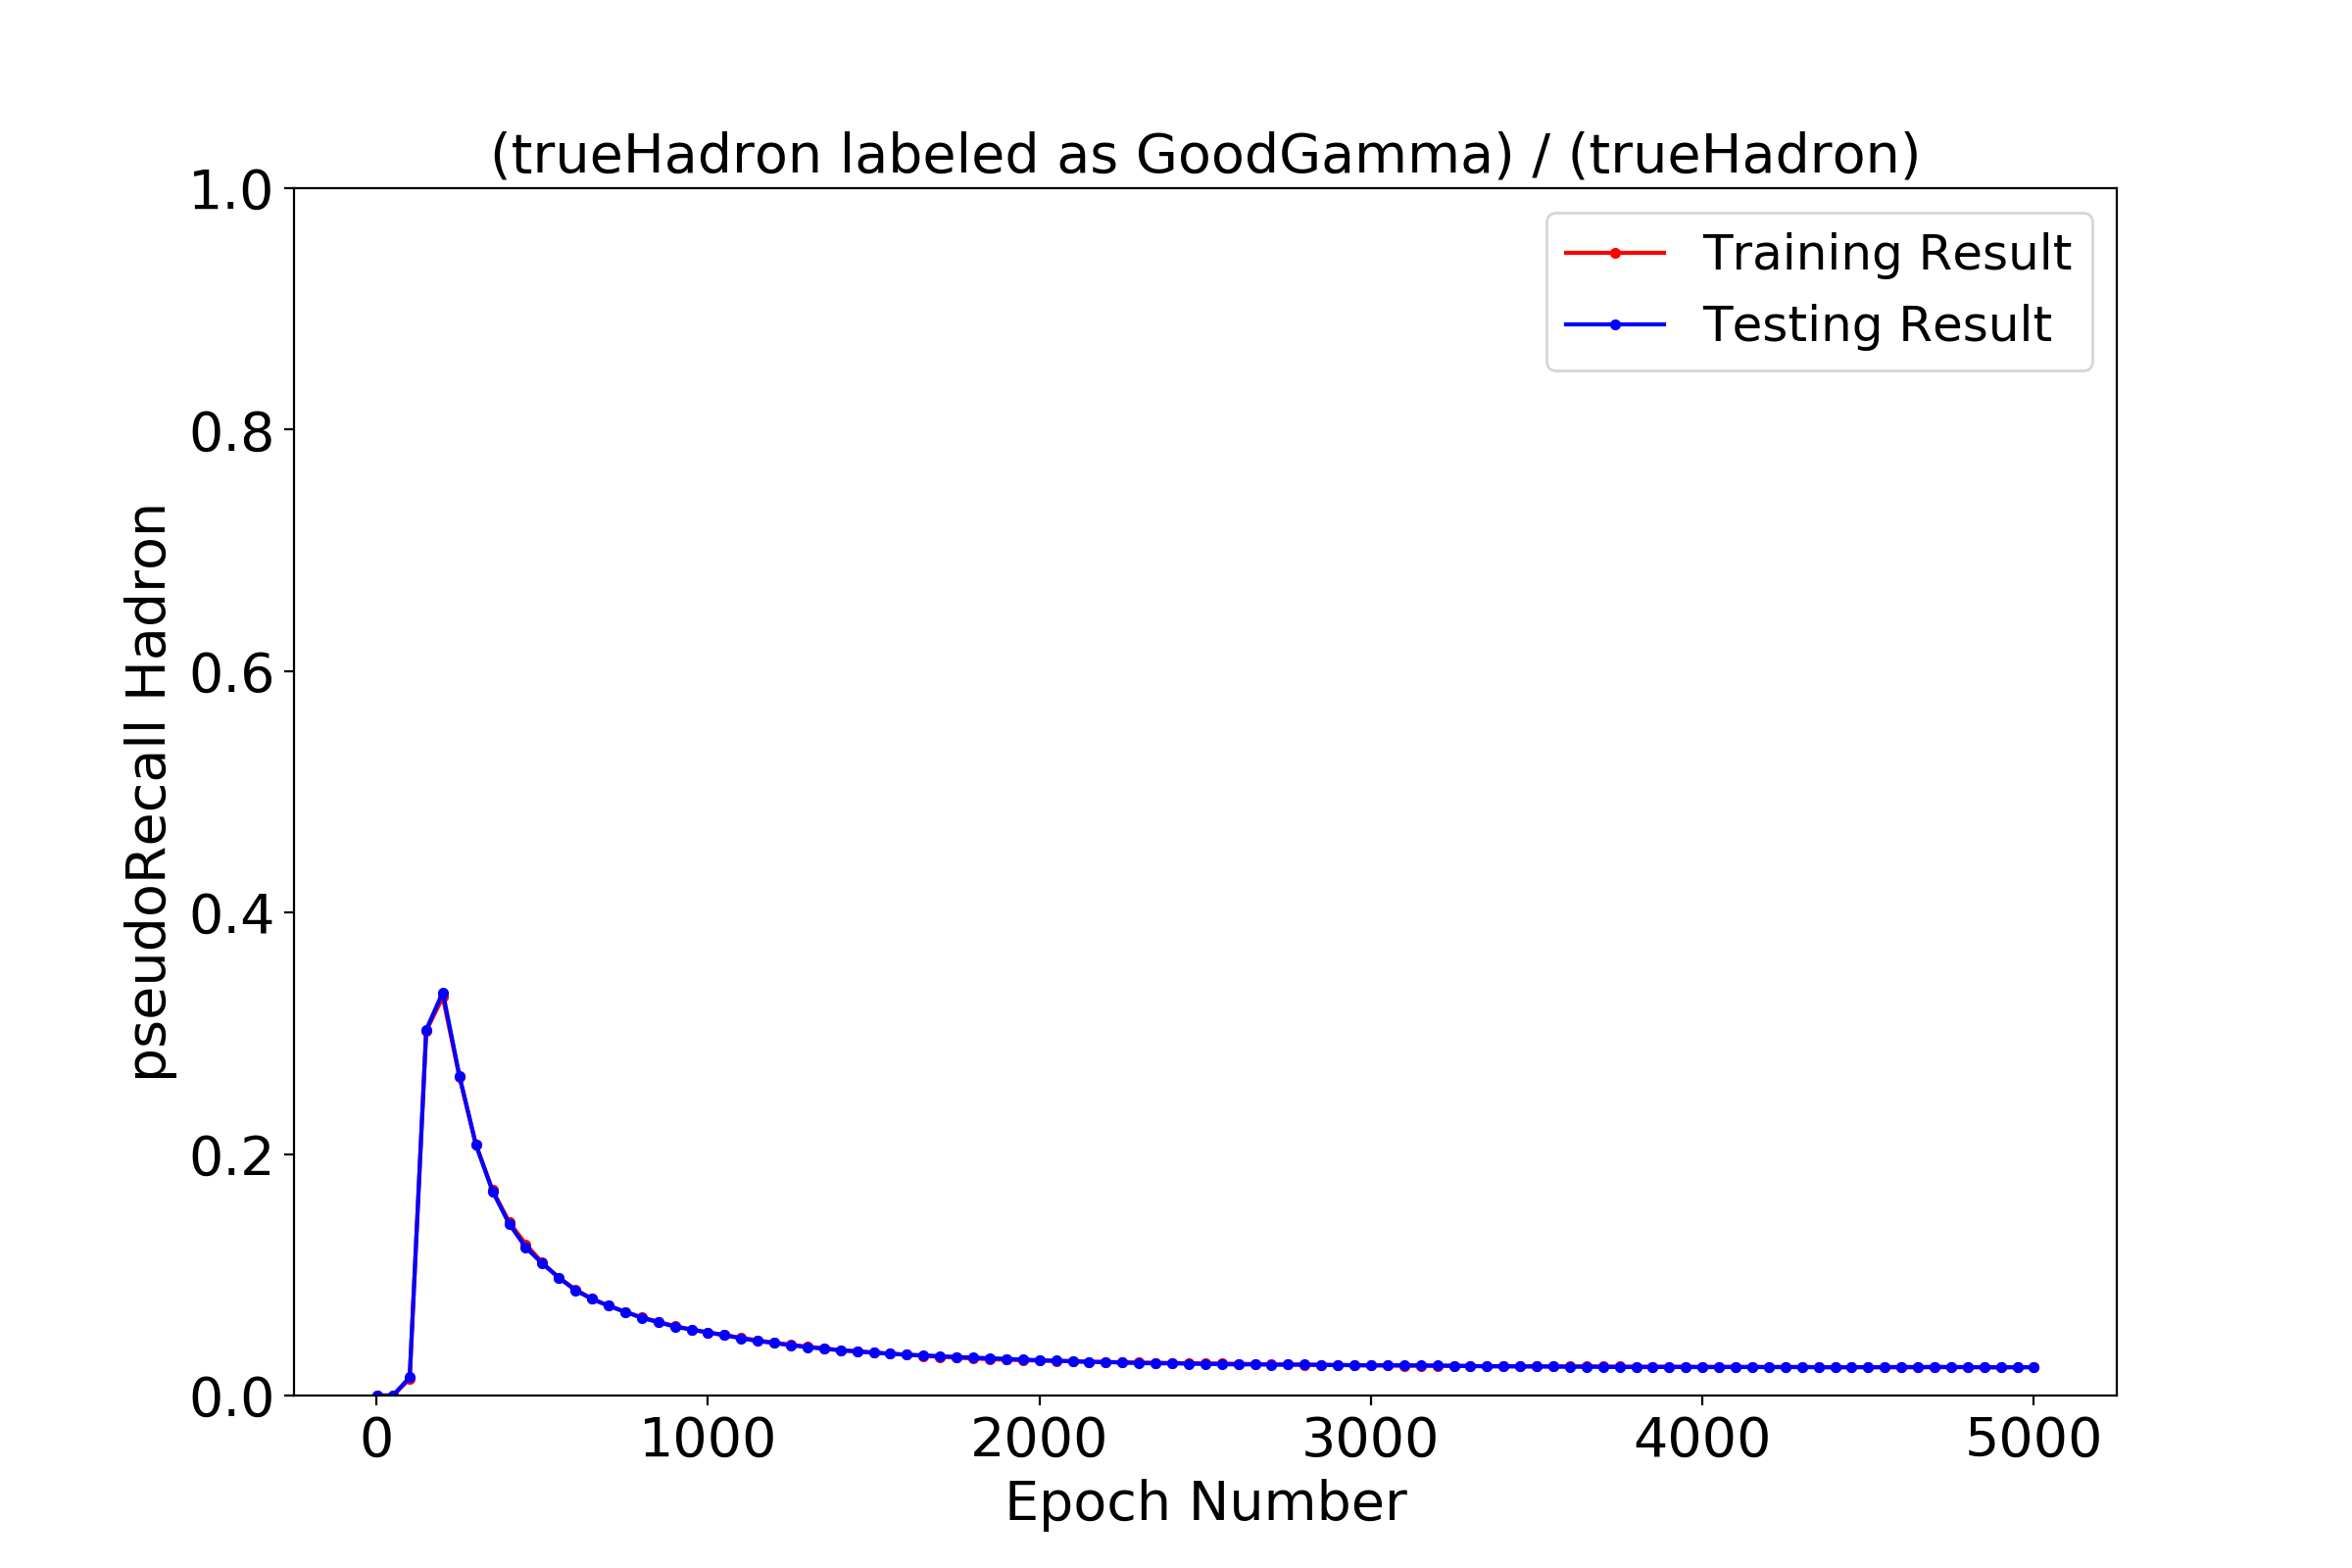 (trueHadron labeled as GoodGamma) / (trueHadron)
1.0
0.8
0.6
0.4
0.2
0.0
pseudoRecall Hadron
Training Result
Testing Result
0 1000 2000 3000 4000 5000
Epoch Number